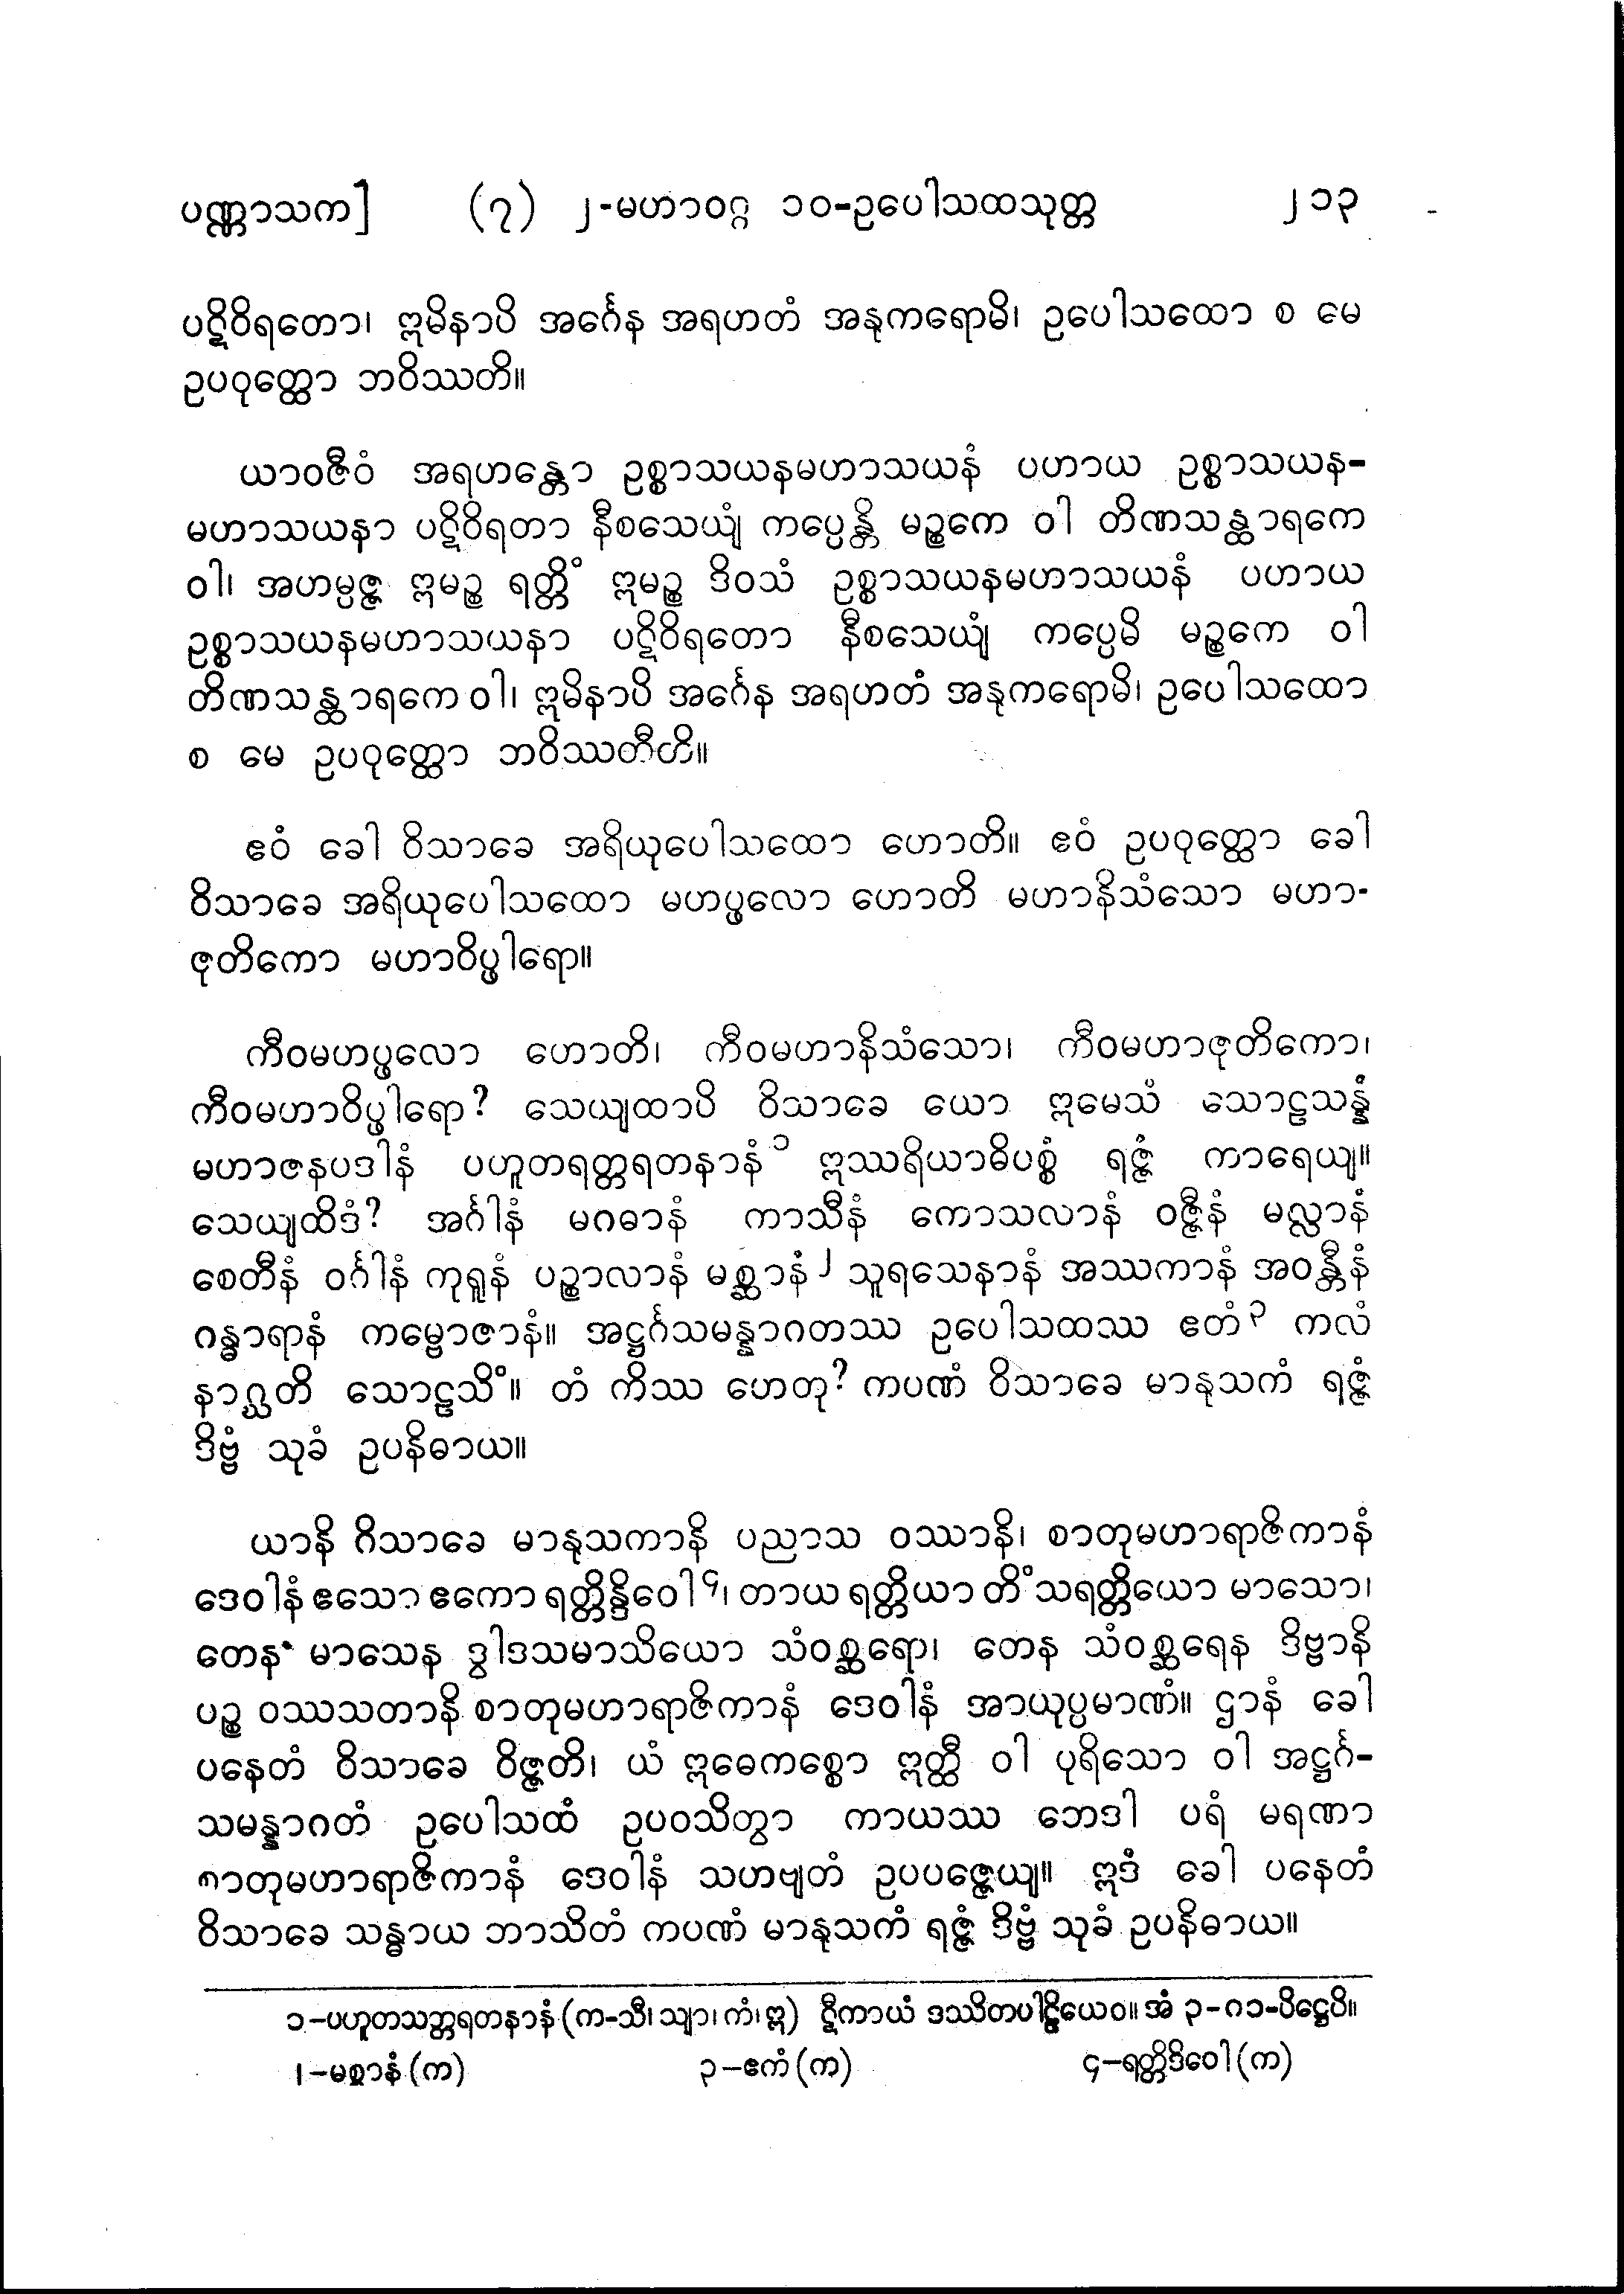 ပဏ္ဏာသက] (၇) ၂-မဟာဝဂ္ဂ ၁၀-ဥပေါသထသုတ္တ ၂၁၃
ပဋိဝိရတော၊ ဣမိနာပိ အင်္ဂေန အရဟတံ အနုကရောမိ၊ ဥပေါသထော စ မေ
ဥပဝုတ္ထော ဘဝိဿတိ။
ယာဝဇီဝံ အရဟန္တော ဥစ္စာသယနမဟာသယနံ ပဟာယ ဥစ္စာသယန-
မဟာသယနာ ပဋိဝိရတာ နီစသေယျံ ကပ္ပေန္တိ မဉ္စကေ ဝါ တိဏသန္ထာရကေ
ဝါ၊ အဟမ္ပဇ္ဇ ဣမဉ္စ ရတ္တိံ ဣမဉ္စ ဒိဝသံ ဥစ္စာသယနမဟာသယနံ ပဟာယ
ဥစ္စာသယနမဟာသယနာ ပဋိဝိရတော နီစသေယျံ ကပ္ပေမိ မဉ္စကေ ဝါ
တိဏသန္ထာရကေ ဝါ၊ ဣမိနာပိ အင်္ဂေန အရဟတံ အနုကရောမိ၊ ဥပေါသထော
စ မေ ဥပဝုတ္ထော ဘဝိဿတီတိ။
ဧဝံ ခေါ ဝိသာခေ အရိယုပေါသထော ဟောတိ။ ဧဝံ ဥပဝုတ္ထော ခေါ
ဝိသာခေ အရိယုပေါသထော မဟပ္ဖလော ဟောတိ မဟာနိသံသော မဟာ-
ဇုတိကော မဟာဝိပ္ဖါရော။
ကီဝမဟပ္ဖလော ဟောတိ၊ ကီဝမဟာနိသံသော၊ ကီဝမဟာဇုတိကော၊
ကီဝမဟာဝိပ္ဖါရော? သေယျထာပိ ဝိသာခေ ယော ဣမေသံ သောဠသန္နံ
မဟာဇနပဒါနံ ပဟူတရတ္တရတနာနံ ၁ ဣဿရိယာဓိပစ္စံ ရဇ္ဇံ ကာရေယျ။
သေယျထိဒံ? အင်္ဂါနံ မဂဓာနံ ကာသီနံ ကောသလာနံ ဝဇ္ဇီနံ မလ္လာနံ
စေတီနံ ဝင်္ဂါနံ ကုရူနံ ပဉ္စာလာနံ မစ္ဆာနံ ၂ သူရသေနာနံ အဿကာနံ အဝန္တီနံ
ဂန္ဓာရာနံ ကမ္ဗောဇာနံ။ အဋ္ဌင်္ဂသမန္နာဂတဿ ဥပေါသထဿ ဧတံ ၃ ကလံ
နာဂ္ဃတိ သောဠသိံ။ တံ ကိဿ ဟေတု? ကပဏံ ဝိသာခေ မာနုသကံ ရဇ္ဇံ
ဒိဗ္ဗံ သုခံ ဥပနိဓာယ။
ယာနိ ဝိသာခေ မာနုသကာနိ ပညာသ ဝဿာနိ၊ စာတုမဟာရာဇိကာနံ
ဒေဝါနံ ဧသော ဧကော ရတ္တိန္ဒိဝေါ ၄၊ တာယ ရတ္တိယာ တိံသရတ္တိယော မာသော၊
တေန မာသေန ဒွါဒသမာသိယော သံဝစ္ဆရော၊ တေန သံဝစ္ဆရေန ဒိဗ္ဗာနိ
ပဉ္စ ဝဿသတာနိ စာတုမဟာရာဇိကာနံ ဒေဝါနံ အာယုပ္ပမာဏံ။ ဌာနံ ခေါ
ပနေတံ ဝိသာခေ ဝိဇ္ဇတိ၊ ယံ ဣဓေကစ္စော ဣတ္ထီ ဝါ ပုရိသော ဝါ အဋ္ဌင်္ဂ-
သမန္နာဂတံ ဥပေါသထံ ဥပဝသိတွာ ကာယဿ ဘေဒါ ပရံ မရဏာ
စာတုမဟာရာဇိကာနံ ဒေဝါနံ သဟဗျတံ ဥပပဇ္ဇေယျ။ ဣဒံ ခေါ ပနေတံ
ဝိသာခေ သန္ဓာယ ဘာသိတံ ကပဏံ မာနုသကံ ရဇ္ဇံ ဒိဗ္ဗံ သုခံ ဥပနိဓာယ။
၁-ပဟူတသတ္တရတနာနံ (က-သီ၊ သျာ၊ ကံ၊ ဣ) ဋီကာယံ ဒဿိတပါဠိယေဝ။ အံ ၃-ဂ၁-ပိဋ္ဌေပိ။
၂-မစ္စာနံ (က) ၃-ဧကံ (က) ၄-ရတ္တိဒိဝေါ (က)